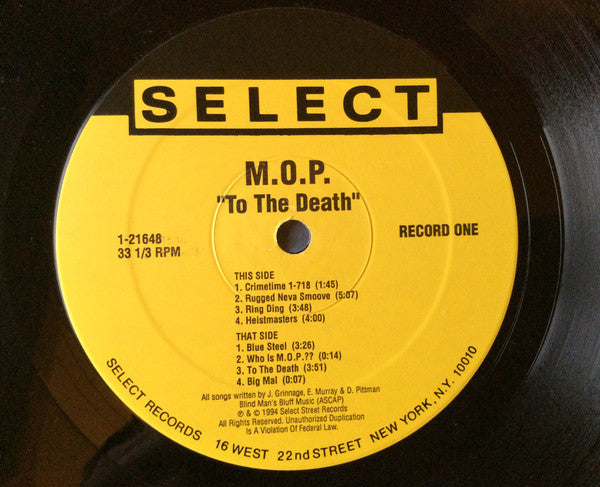 SELECT
M.O.P.
"To The Death"
1-21648
33 1/3 RPM
RECORD ONE
THIS SIDE
1. Crimetime 1-718 (1:45)
2. Rugged Neva Smoove (5:07)
3. Ring Ding (3:48)
4. Heistmasters (4:00)
THAT SIDE
1. Blue Steel (3:26)
2. Who Is M.O.P.?? (0:14)
3. To The Death (3:51)
4. Big Mal (0:07)
All songs written by J. Grinnage, E. Murray & D. Pittman
Blind Man's Bluff Music (ASCAP)
℗ & © 1994 Select Street Records
All Rights Reserved. Unauthorized Duplication
Is A Violation Of Federal Law.
SELECT RECORDS 16 WEST 22nd STREET NEW YORK, N.Y. 10010